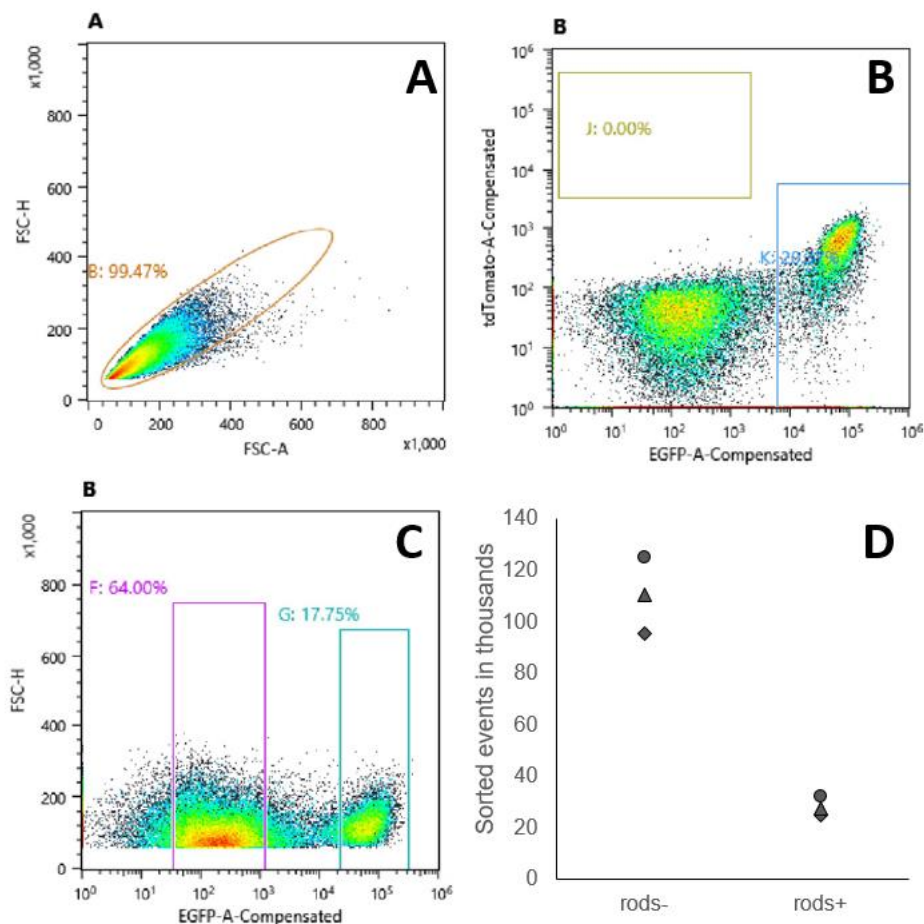 A
A
x1,000
800
600
400
200
0
FSC-H
B: 99.47%
0 200 400 600 800
x1,000
FSC-A
B
B
10⁶
10⁵
10⁴
10³
10²
10¹
10⁰
tdTomato-A-Compensated
J: 0.00%
10⁰ 10¹ 10² 10³ 10⁴ 10⁵ 10⁶
EGFP-A-Compensated
B
C
x1,000
800
600
400
200
0
FSC-H
F: 64.00%
G: 17.75%
10⁰ 10¹ 10² 10³ 10⁴ 10⁵ 10⁶
EGFP-A-Compensated
D
Sorted events in thousands
140
120
100
80
60
40
20
0
rods- rods+